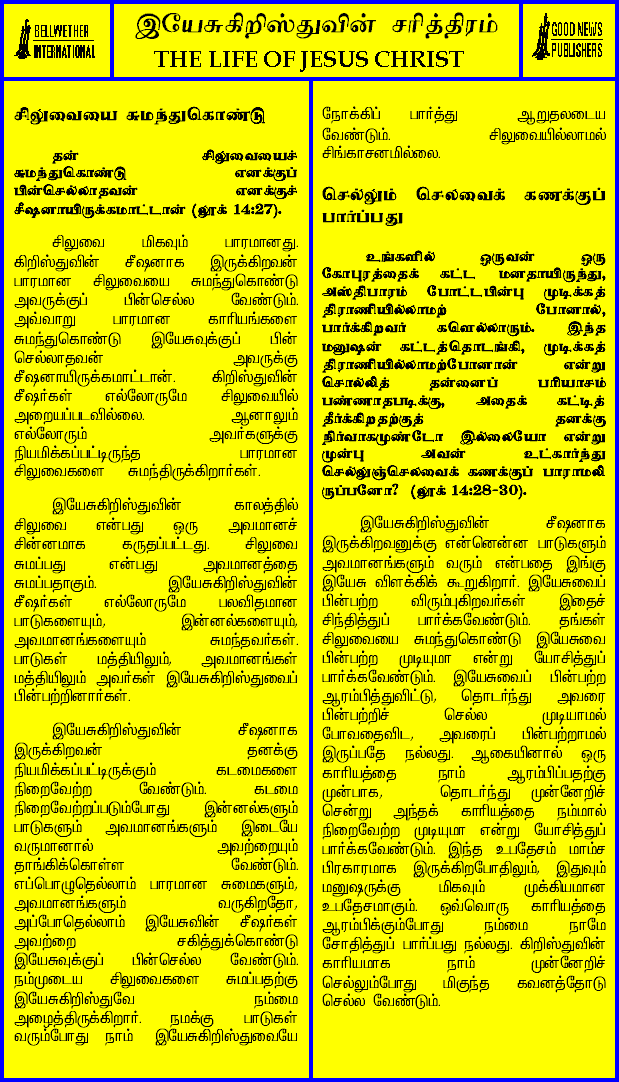 BELLWETHER
INTERNATIONAL
இயேசுகிறிஸ்துவின் சரித்திரம்
THE LIFE OF JESUS CHRIST
GOOD NEWS
PUBLISHERS
சிலுவையை சுமந்துகொண்டு
தன் சிலுவையைச்
சுமந்துகொண்டு எனக்குப்
பின்செல்லாதவன் எனக்குச்
சீஷனாயிருக்கமாட்டான் (லூக் 14:27).
சிலுவை மிகவும் பாரமானது.
கிறிஸ்துவின் சீஷனாக இருக்கிறவன்
பாரமான சிலுவையை சுமந்துகொண்டு
அவருக்குப் பின்செல்ல வேண்டும்.
அவ்வாறு பாரமான காரியங்களை
சுமந்துகொண்டு இயேசுவுக்குப் பின்
செல்லாதவன் அவருக்கு
சீஷனாயிருக்கமாட்டான். கிறிஸ்துவின்
சீஷர்கள் எல்லோருமே சிலுவையில்
அறையப்படவில்லை. ஆனாலும்
எல்லோரும் அவர்களுக்கு
நியமிக்கப்பட்டிருந்த பாரமான
சிலுவைகளை சுமந்திருக்கிறார்கள்.
இயேசுகிறிஸ்துவின் காலத்தில்
சிலுவை என்பது ஒரு அவமானச்
சின்னமாக கருதப்பட்டது. சிலுவை
சுமப்பது என்பது அவமானத்தை
சுமப்பதாகும். இயேசுகிறிஸ்துவின்
சீஷர்கள் எல்லோருமே பலவிதமான
பாடுகளையும், இன்னல்களையும்,
அவமானங்களையும் சுமந்தவர்கள்.
பாடுகள் மத்தியிலும், அவமானங்கள்
மத்தியிலும் அவர்கள் இயேசுகிறிஸ்துவைப்
பின்பற்றினார்கள்.
இயேசுகிறிஸ்துவின் சீஷனாக
இருக்கிறவன் தனக்கு
நியமிக்கப்பட்டிருக்கும் கடமைகளை
நிறைவேற்ற வேண்டும். கடமை
நிறைவேற்றப்படும்போது இன்னல்களும்
பாடுகளும் அவமானங்களும் இடையே
வருமானால் அவற்றையும்
தாங்கிக்கொள்ள வேண்டும்.
எப்பொழுதெல்லாம் பாரமான சுமைகளும்,
அவமானங்களும் வருகிறதோ,
அப்போதெல்லாம் இயேசுவின் சீஷர்கள்
அவற்றை சகித்துக்கொண்டு
இயேசுவுக்குப் பின்செல்ல வேண்டும்.
நம்முடைய சிலுவைகளை சுமப்பதற்கு
இயேசுகிறிஸ்துவே நம்மை
அழைத்திருக்கிறார். நமக்கு பாடுகள்
வரும்போது நாம் இயேசுகிறிஸ்துவையே
நோக்கிப் பார்த்து ஆறுதலடைய
வேண்டும். சிலுவையில்லாமல்
சிங்காசனமில்லை.
செல்லும் செலவைக் கணக்குப்
பார்ப்பது
உங்களில் ஒருவன் ஒரு
கோபுரத்தைக் கட்ட மனதாயிருந்து,
அஸ்திபாரம் போட்டபின்பு முடிக்கத்
திராணியில்லாமற் போனால்,
பார்க்கிறவர் களெல்லாரும். இந்த
மனுஷன் கட்டத்தொடங்கி, முடிக்கத்
திராணியில்லாமற்போனான் என்று
சொல்லித் தன்னைப் பரியாசம்
பண்ணாதபடிக்கு, அதைக் கட்டித்
தீர்க்கிறதற்குத் தனக்கு
நிர்வாகமுண்டோ இல்லையோ என்று
முன்பு அவன் உட்கார்ந்து
செல்லுஞ்செலவைக் கணக்குப் பாராமலி
ருப்பனோ? (லூக் 14:28-30).
இயேசுகிறிஸ்துவின் சீஷனாக
இருக்கிறவனுக்கு என்னென்ன பாடுகளும்
அவமானங்களும் வரும் என்பதை இங்கு
இயேசு விளக்கிக் கூறுகிறார். இயேசுவைப்
பின்பற்ற விரும்புகிறவர்கள் இதைச்
சிந்தித்துப் பார்க்கவேண்டும். தங்கள்
சிலுவையை சுமந்துகொண்டு இயேசுவை
பின்பற்ற முடியுமா என்று யோசித்துப்
பார்க்கவேண்டும். இயேசுவைப் பின்பற்ற
ஆரம்பித்துவிட்டு, தொடர்ந்து அவரை
பின்பற்றிச் செல்ல முடியாமல்
போவதைவிட, அவரைப் பின்பற்றாமல்
இருப்பதே நல்லது. ஆகையினால் ஒரு
காரியத்தை நாம் ஆரம்பிப்பதற்கு
முன்பாக, தொடர்ந்து முன்னேறிச்
சென்று அந்தக் காரியத்தை நம்மால்
நிறைவேற்ற முடியுமா என்று யோசித்துப்
பார்க்கவேண்டும். இந்த உபதேசம் மாம்ச
பிரகாரமாக இருக்கிறபோதிலும், இதுவும்
மனுஷருக்கு மிகவும் முக்கியமான
உபதேசமாகும். ஒவ்வொரு காரியத்தை
ஆரம்பிக்கும்போது நம்மை நாமே
சோதித்துப் பார்ப்பது நல்லது. கிறிஸ்துவின்
காரியமாக நாம் முன்னேறிச்
செல்லும்போது மிகுந்த கவனத்தோடு
செல்ல வேண்டும்.